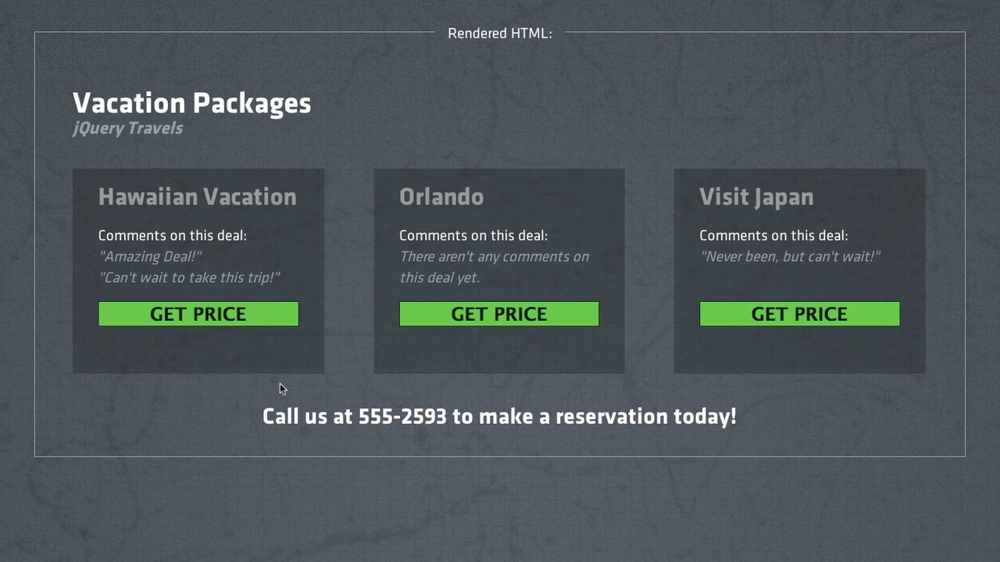 Rendered HTML:
Vacation Packages
jQuery Travels
Hawaiian Vacation
Comments on this deal:
"Amazing Deal!"
"Can't wait to take this trip!"
GET PRICE
Orlando
Comments on this deal:
There aren't any comments on
this deal yet.
GET PRICE
Visit Japan
Comments on this deal:
"Never been, but can't wait!"
GET PRICE
Call us at 555-2593 to make a reservation today!